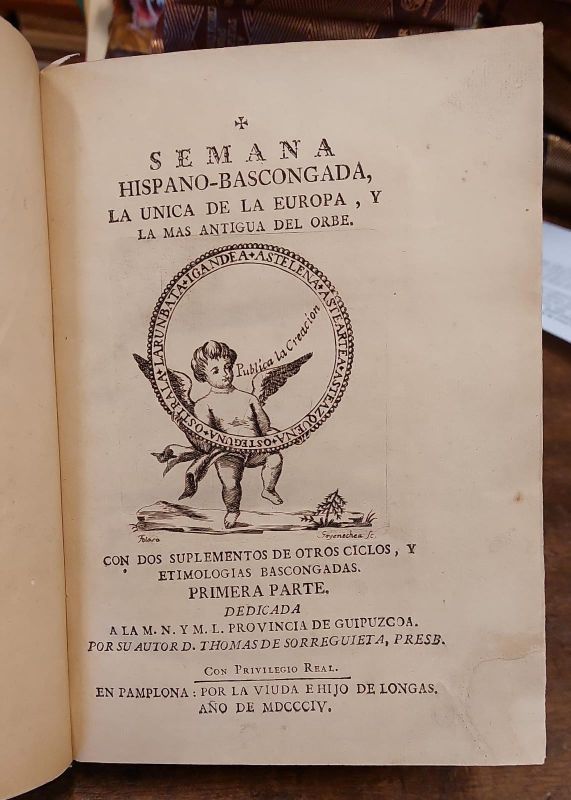 SEMANA
HISPANO-BASCONGADA,
LA UNICA DE LA EUROPA, Y
LA MAS ANTIGUA DEL ORBE.
IGANDEA✦ASTELENA✦ASTEARTEA✦ASTEAZQUENA✦OSTEGUNA✦OSTIRALA✦LARUNBATA✦
Publica la Creacion
CON DOS SUPLEMENTOS DE OTROS CICLOS, Y
ETIMOLOGIAS BASCONGADAS.
PRIMERA PARTE.
DEDICADA
A LA M. N. Y M. L. PROVINCIA DE GUIPUZCOA.
POR SU AUTOR D. THOMAS DE SORREGUIETA, PRESB.
CON PRIVILEGIO REAL.
EN PAMPLONA: POR LA VIUDA E HIJO DE LONGAS.
AÑO DE MDCCCIV.